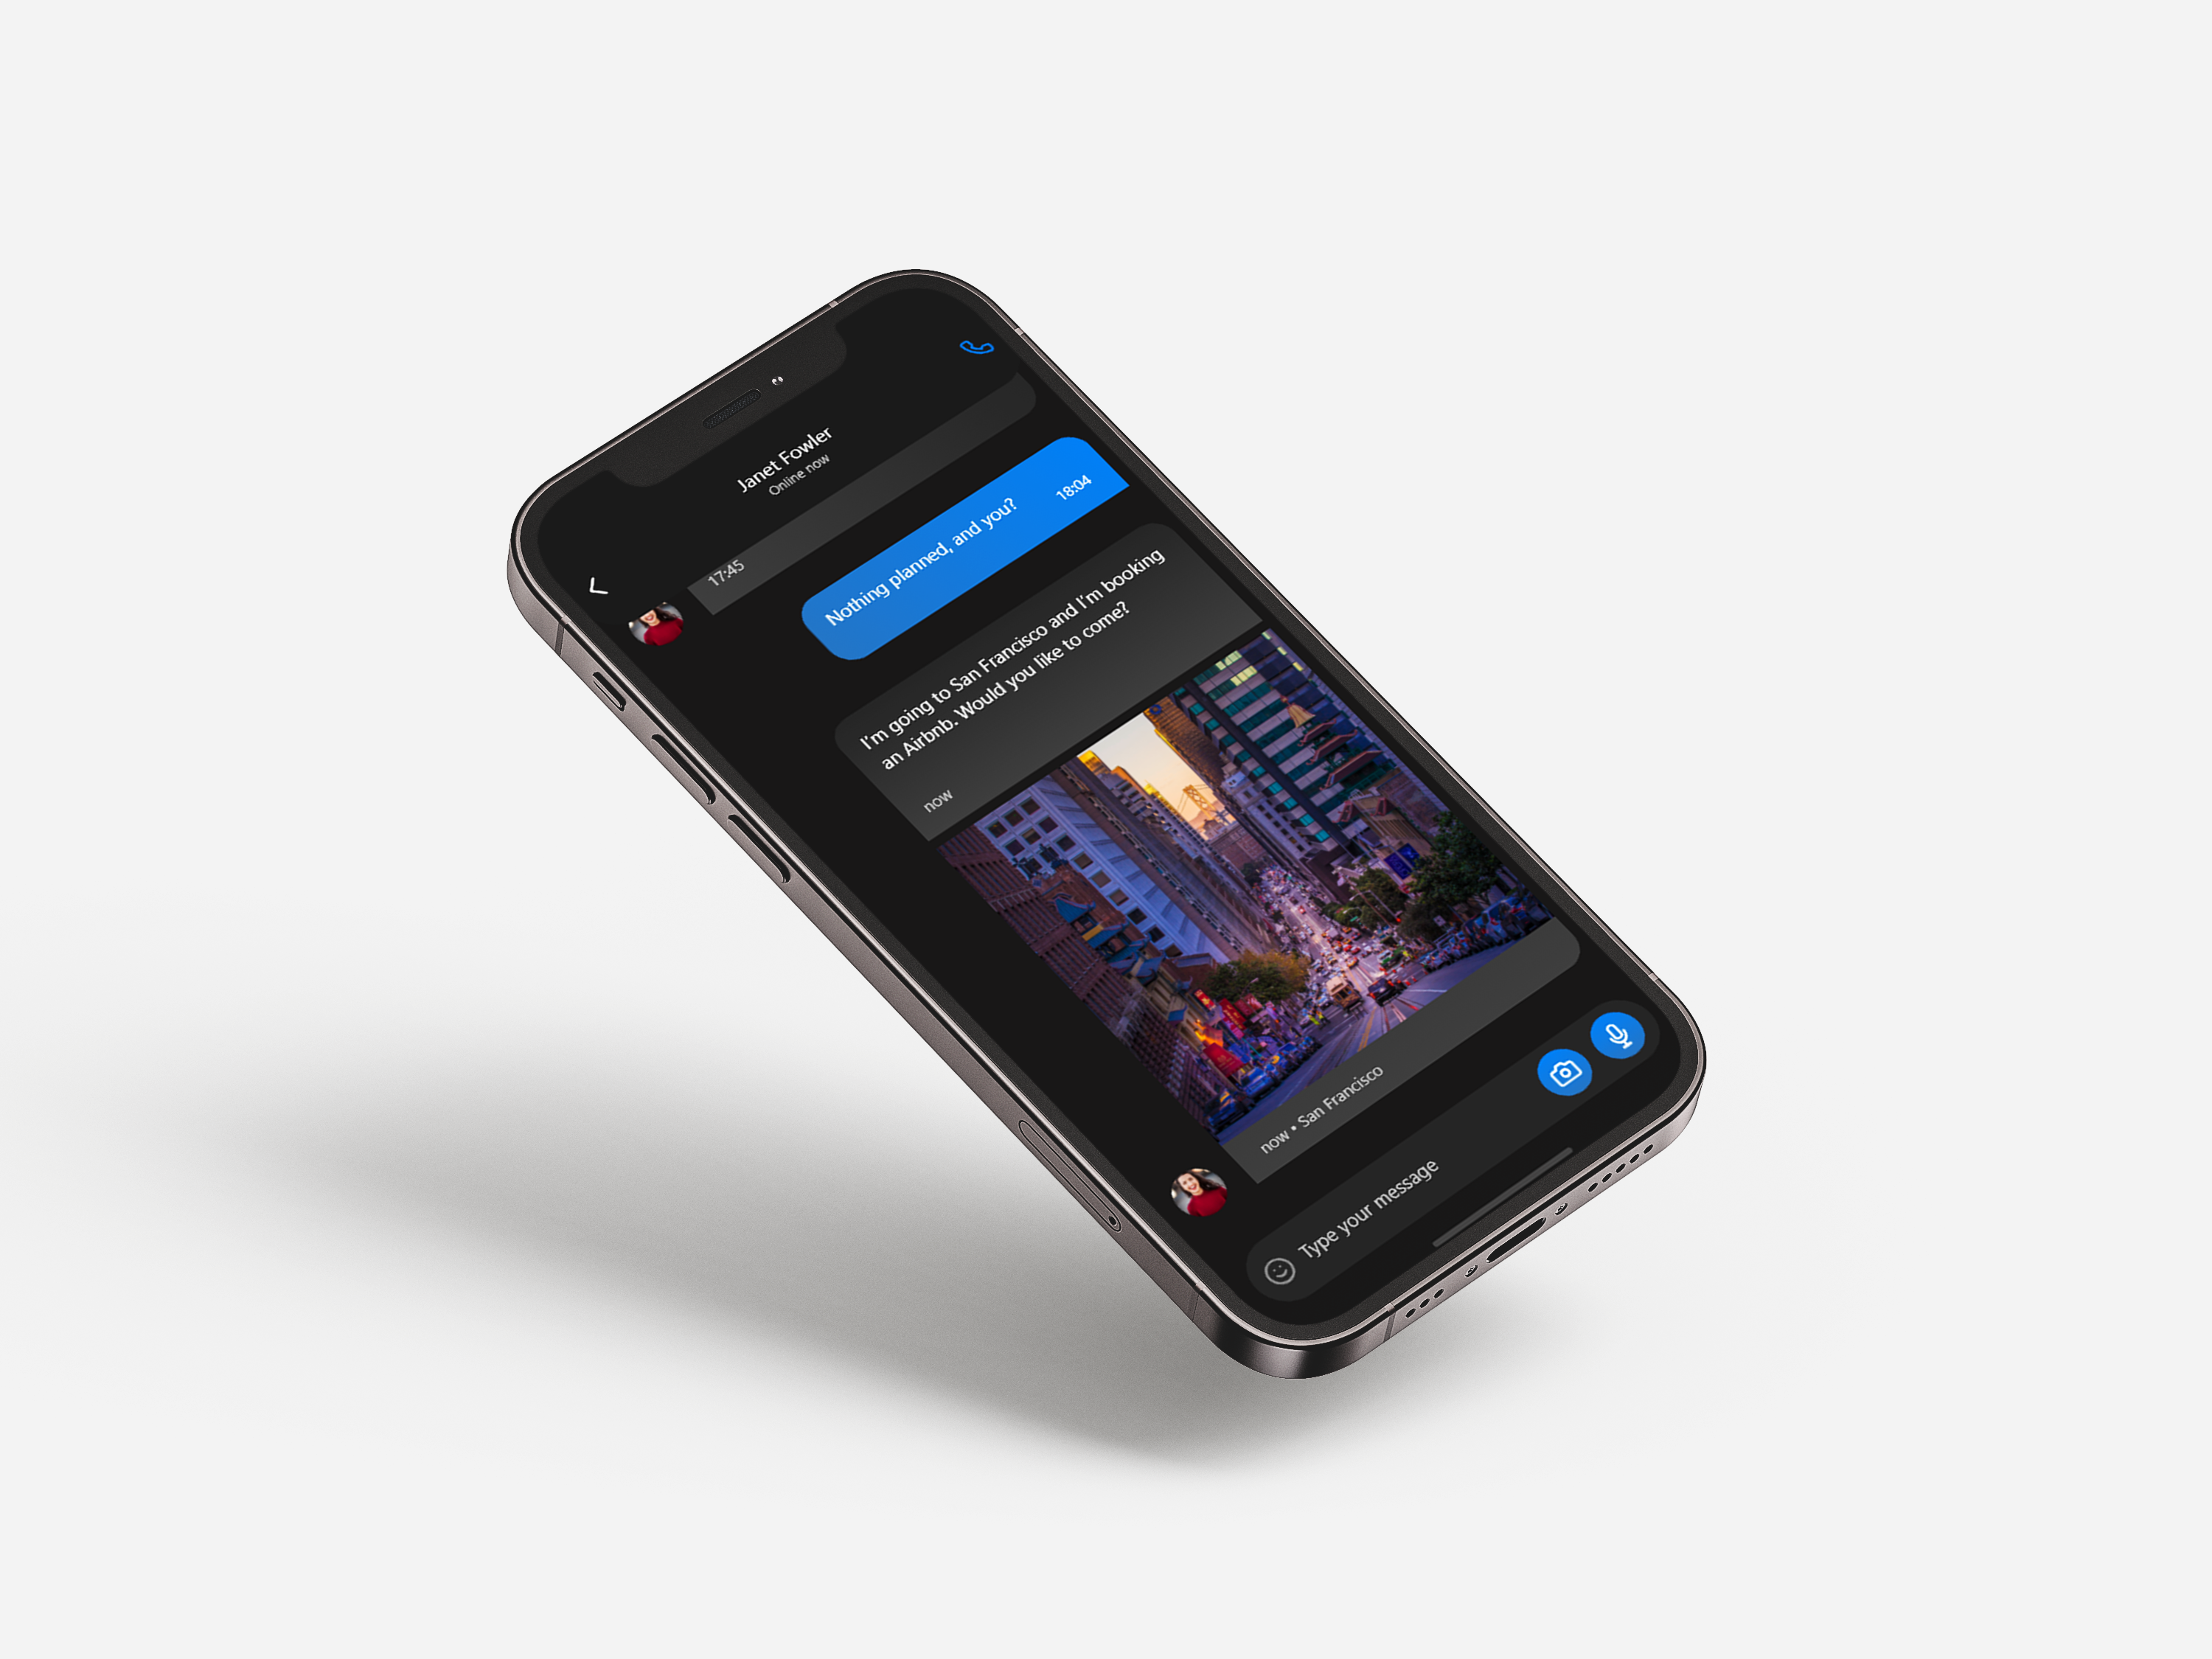 Janet Fowler
Online now
17:45
Nothing planned, and you?
18:04
I'm going to San Francisco and I'm booking
an Airbnb. Would you like to come?
now
now • San Francisco
Type your message